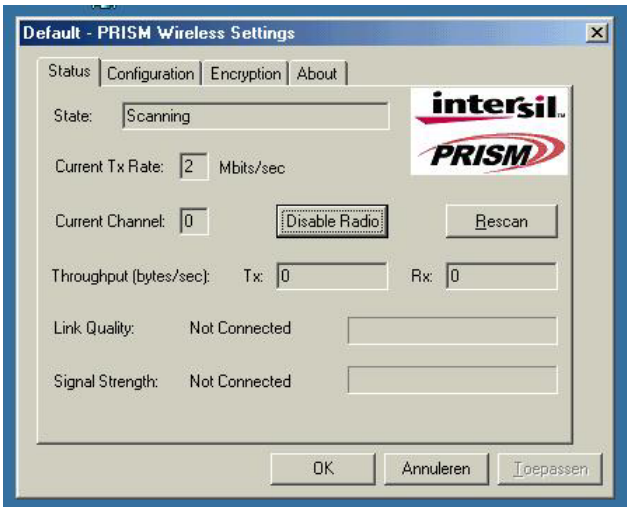 Default - PRISM Wireless Settings
Status Configuration Encryption About
intersil™
PRISM
State: Scanning
Current Tx Rate: 2 Mbits/sec
Current Channel: 0 Disable Radio Rescan
Throughput (bytes/sec): Tx: 0 Rx: 0
Link Quality: Not Connected
Signal Strength: Not Connected
OK Annuleren Toepassen